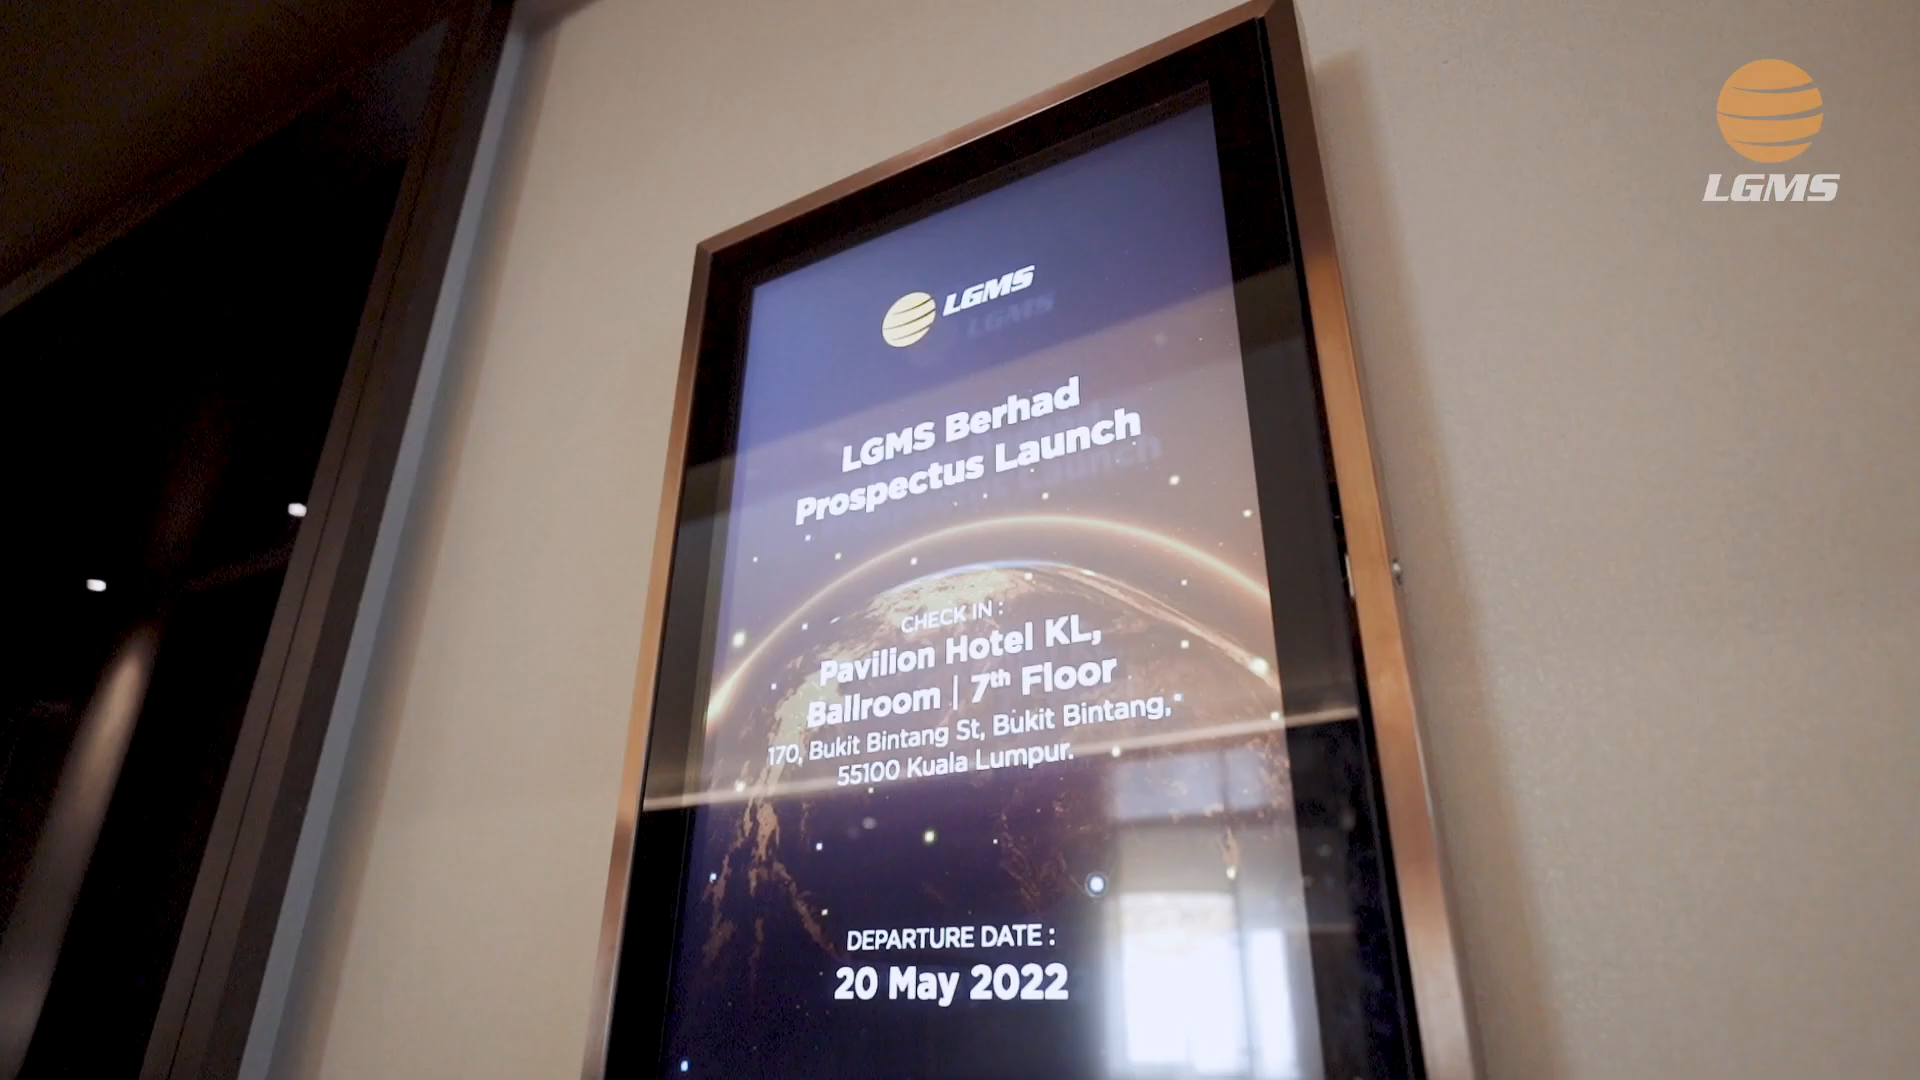 LGMS
LGMS
LGMS Berhad
Prospectus Launch
CHECK IN :
Pavilion Hotel KL,
Ballroom | 7th Floor
170, Bukit Bintang St, Bukit Bintang,
55100 Kuala Lumpur.
DEPARTURE DATE :
20 May 2022